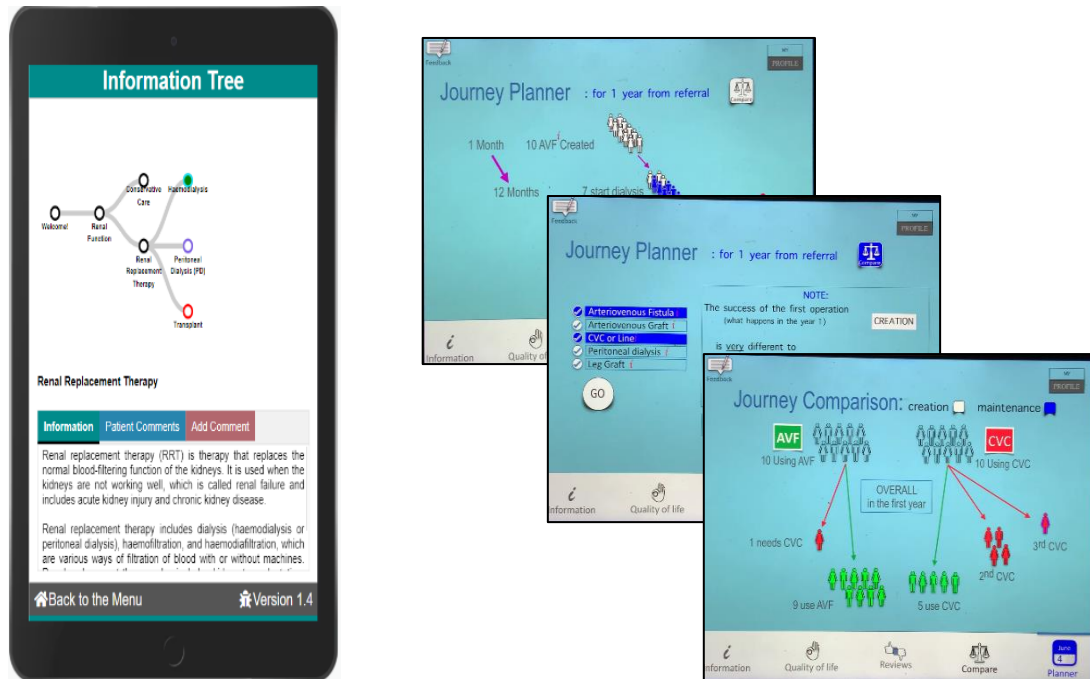 Information Tree
Conservative
Care
Haemodialysis
Welcome!
Renal
Function
Renal
Replacement
Therapy
Peritoneal
Dialysis (PD)
Transplant
Renal Replacement Therapy
Information
Patient Comments
Add Comment
Renal replacement therapy (RRT) is therapy that replaces the
normal blood-filtering function of the kidneys. It is used when the
kidneys are not working well, which is called renal failure and
includes acute kidney injury and chronic kidney disease.
Renal replacement therapy includes dialysis (haemodialysis or
peritoneal dialysis), haemofiltration, and haemodiafiltration, which
are various ways of filtration of blood with or without machines.
Back to the Menu
Version 1.4
Feedback
MY
PROFILE
Journey Planner : for 1 year from referral
Compare
1 Month 10 AVF Created i
12 Months 7 start dialysis
i
Information
Quality of
Feedback
MY
PROFILE
Journey Planner : for 1 year from referral
Compare
Arteriovenous Fistula i
Arteriovenous Graft i
CVC or Line
Peritoneal dialysis i
Leg Graft i
GO
NOTE:
The success of the first operation
(what happens in the year 1)
CREATION
is very different to
i
Information
Quality of life
Feedback
MY
PROFILE
Journey Comparison: creation maintenance
AVF
10 Using AVF
CVC
10 Using CVC
OVERALL
in the first year
1 needs CVC
3rd CVC
2nd CVC
9 use AVF
5 use CVC
i
Information
Quality of life
Reviews
Compare
June
4
Planner